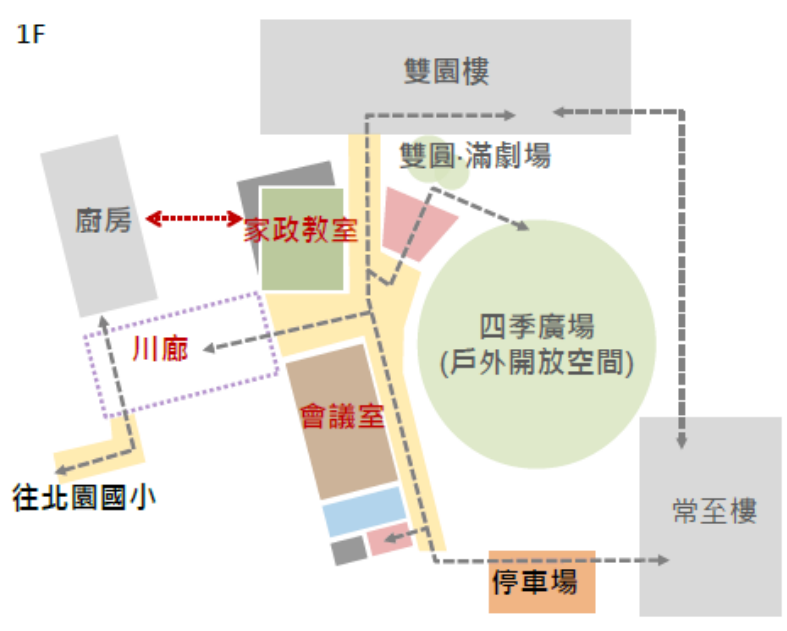 1F
雙園樓
雙圓·滿劇場
廚房
家政教室
四季廣場
(戶外開放空間)
川廊
會議室
往北園國小
常至樓
停車場